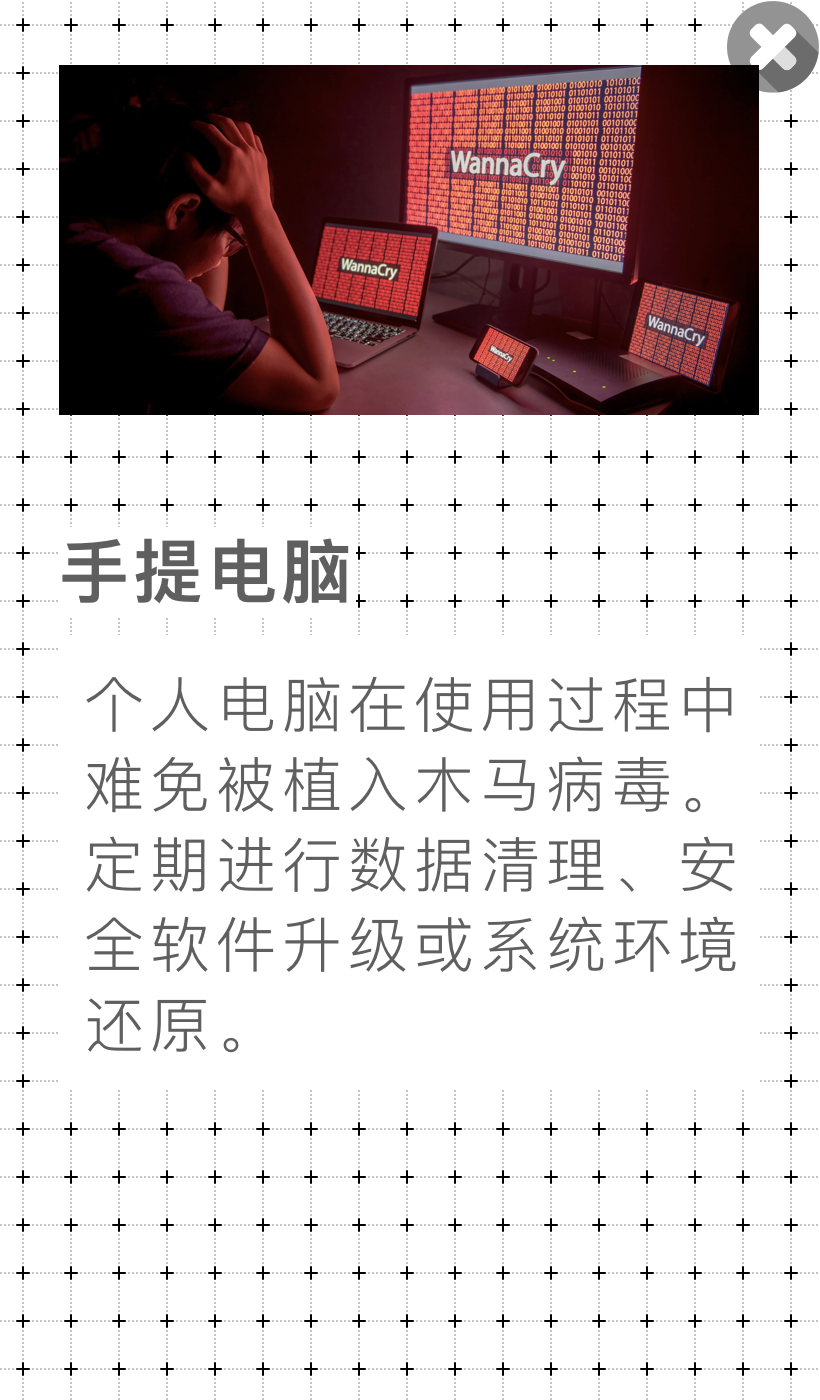 WannaCry
WannaCry
WannaCry
WannaCry
手提电脑
个人电脑在使用过程中
难免被植入木马病毒。
定期进行数据清理、安
全软件升级或系统环境
还原。